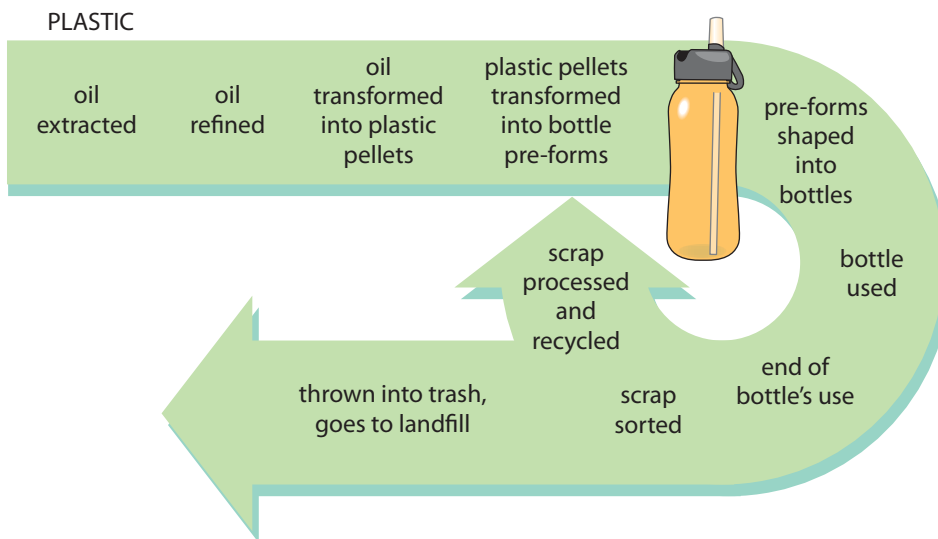 PLASTIC
oil
extracted
oil
refined
oil
transformed
into plastic
pellets
plastic pellets
transformed
into bottle
pre-forms
pre-forms
shaped
into
bottles
bottle
used
end of
bottle’s use
scrap
sorted
scrap
processed
and
recycled
thrown into trash,
goes to landfill